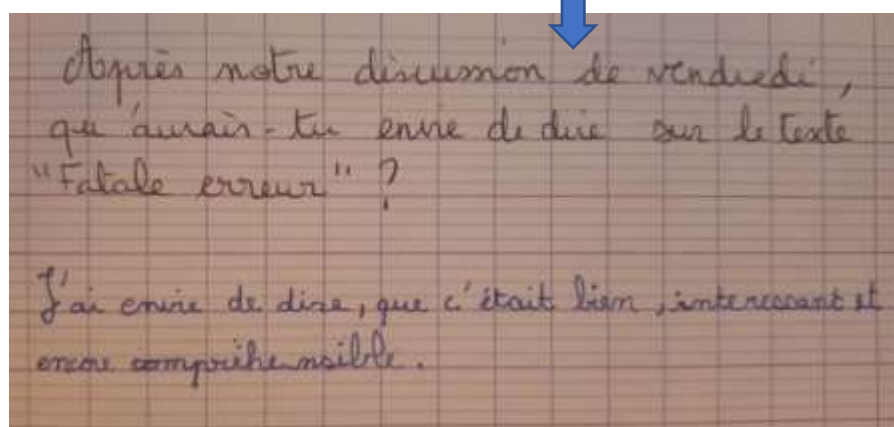 Après notre discussion de vendredi,
qu'aurais-tu envie de dire sur le texte
"Fatale erreur" ?
J'ai envie de dire, que c'était bien, interessant et
encore compréhensible.